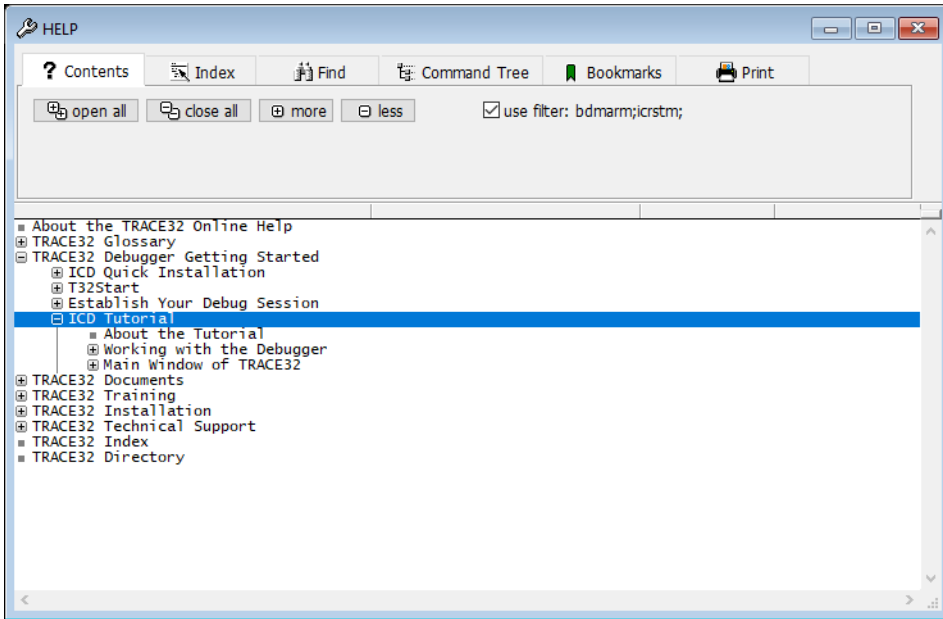 HELP
Contents Index Find Command Tree Bookmarks Print
open all close all more less use filter: bdmarm;icrstm;
About the TRACE32 Online Help
TRACE32 Glossary
TRACE32 Debugger Getting Started
ICD Quick Installation
T32Start
Establish Your Debug Session
ICD Tutorial
About the Tutorial
Working with the Debugger
Main Window of TRACE32
TRACE32 Documents
TRACE32 Training
TRACE32 Installation
TRACE32 Technical Support
TRACE32 Index
TRACE32 Directory